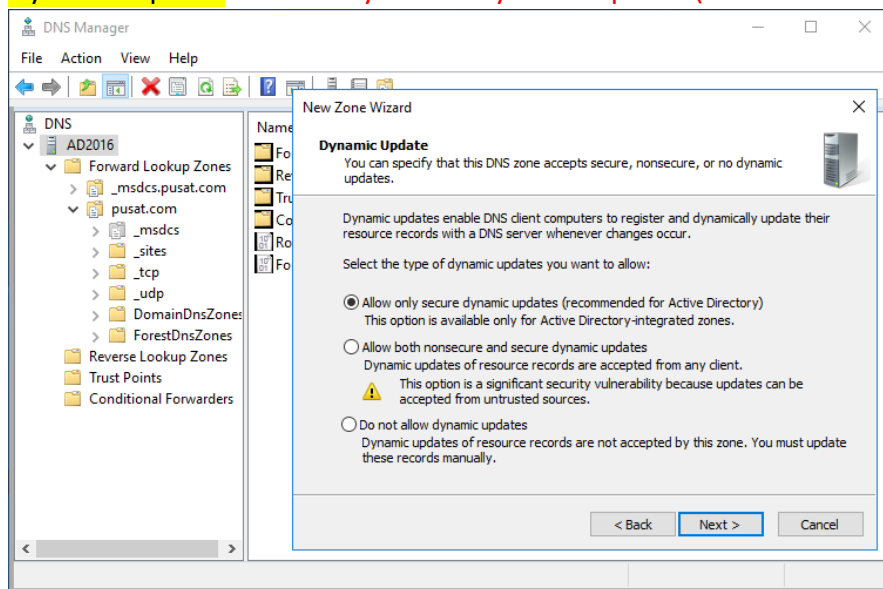 DNS Manager
File Action View Help
DNS
AD2016
Forward Lookup Zones
_msdcs.pusat.com
pusat.com
_msdcs
_sites
_tcp
_udp
DomainDnsZones
ForestDnsZones
Reverse Lookup Zones
Trust Points
Conditional Forwarders
Name
Fo
Re
Tru
Co
Ro
Fo
New Zone Wizard
Dynamic Update
You can specify that this DNS zone accepts secure, nonsecure, or no dynamic
updates.
Dynamic updates enable DNS client computers to register and dynamically update their
resource records with a DNS server whenever changes occur.
Select the type of dynamic updates you want to allow:
Allow only secure dynamic updates (recommended for Active Directory)
This option is available only for Active Directory-integrated zones.
Allow both nonsecure and secure dynamic updates
Dynamic updates of resource records are accepted from any client.
This option is a significant security vulnerability because updates can be
accepted from untrusted sources.
Do not allow dynamic updates
Dynamic updates of resource records are not accepted by this zone. You must update
these records manually.
< Back Next > Cancel